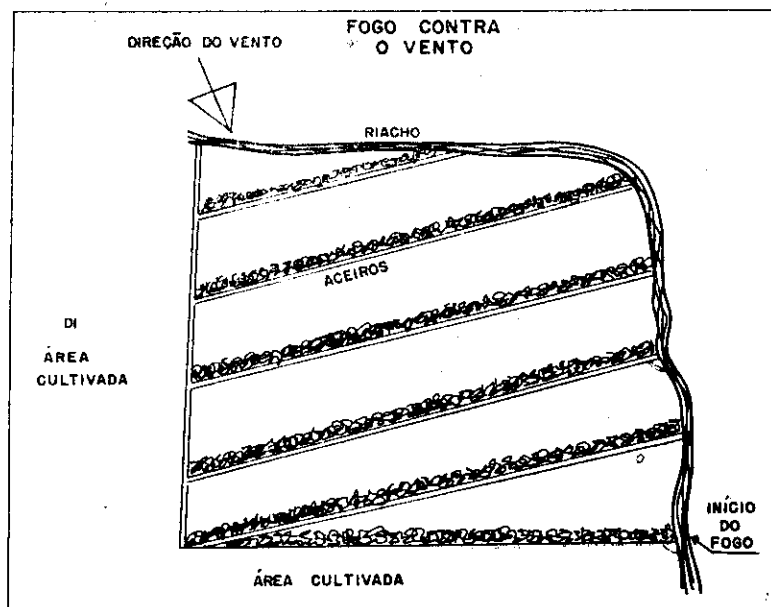 FOGO CONTRA
O VENTO
DIREÇÃO DO VENTO
RIACHO
ACEIROS
DI
ÁREA
CULTIVADA
INÍCIO
DO
FOGO
ÁREA CULTIVADA